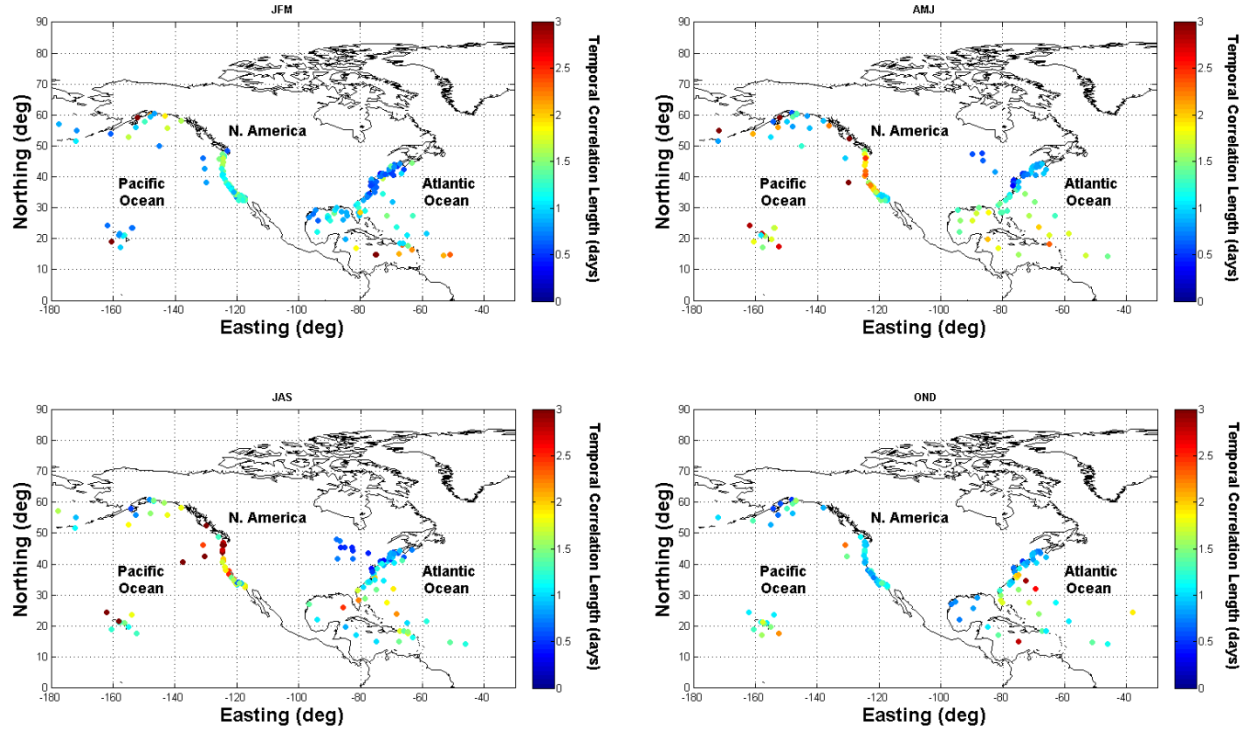 JFM
90
80
70
60
50
40
30
20
10
0
-180
-160
-140
-120
-100
-80
-60
-40
Northing (deg)
Easting (deg)
N. America
Pacific
Ocean
Atlantic
Ocean
3
2.5
2
1.5
1
0.5
0
Temporal Correlation Length (days)
AMJ
90
80
70
60
50
40
30
20
10
0
-180
-160
-140
-120
-100
-80
-60
-40
Northing (deg)
Easting (deg)
N. America
Pacific
Ocean
Atlantic
Ocean
3
2.5
2
1.5
1
0.5
0
Temporal Correlation Length (days)
JAS
90
80
70
60
50
40
30
20
10
0
-180
-160
-140
-120
-100
-80
-60
-40
Northing (deg)
Easting (deg)
N. America
Pacific
Ocean
Atlantic
Ocean
3
2.5
2
1.5
1
0.5
0
Temporal Correlation Length (days)
OND
90
80
70
60
50
40
30
20
10
0
-180
-160
-140
-120
-100
-80
-60
-40
Northing (deg)
Easting (deg)
N. America
Pacific
Ocean
Atlantic
Ocean
3
2.5
2
1.5
1
0.5
0
Temporal Correlation Length (days)